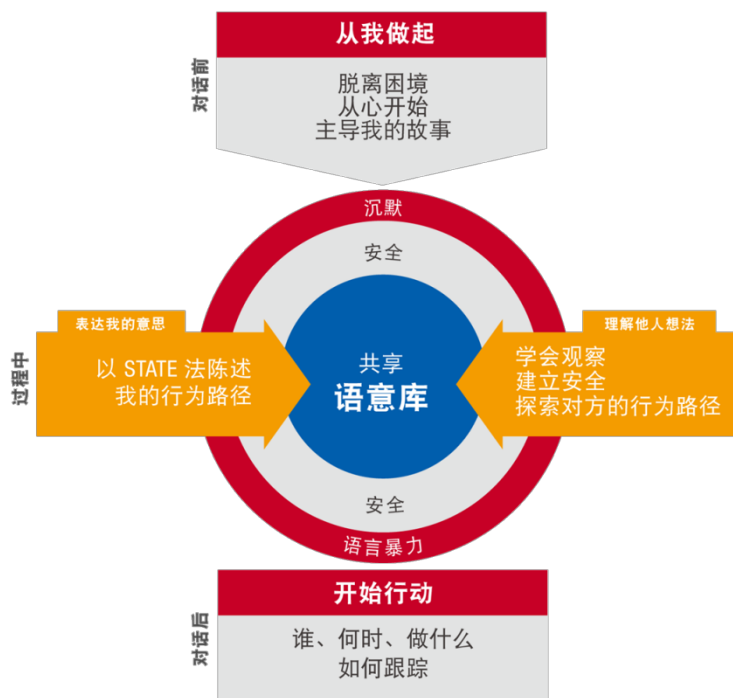 对话前
从我做起
脱离困境
从心开始
主导我的故事
沉默
安全
过程中
表达我的意思
以 STATE 法陈述
我的行为路径
共享
语意库
理解他人想法
学会观察
建立安全
探索对方的行为路径
安全
语言暴力
对话后
开始行动
谁、何时、做什么
如何跟踪